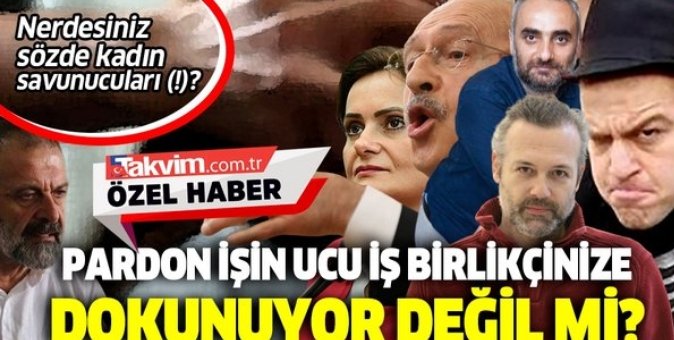 Nerdesiniz
sözde kadın
savunucuları (!)?
Takvim.com.tr
ÖZEL HABER
PARDON İŞİN UCU İŞ BİRLİKÇİNİZE
DOKUNUYOR DEĞİL Mİ?